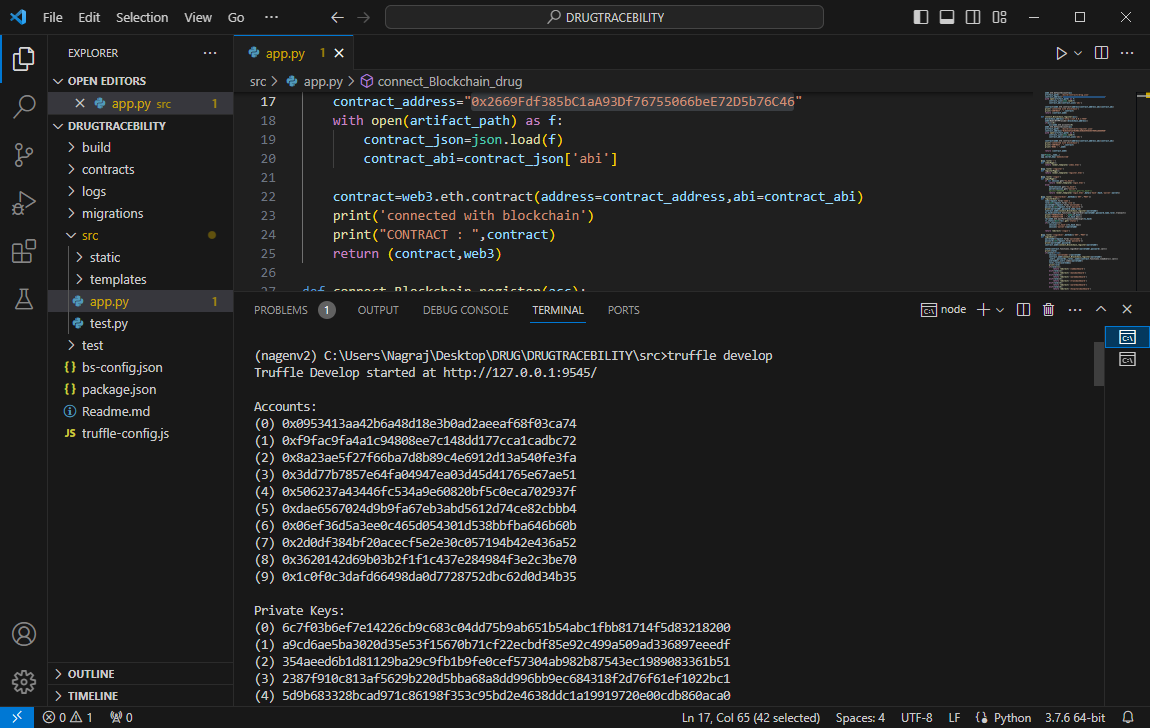 File Edit Selection View Go ··· DRUGTRACEBILITY
EXPLORER
OPEN EDITORS
app.py src 1
DRUGTRACEBILITY
build
contracts
logs
migrations
src
static
templates
app.py 1
test.py
test
{} bs-config.json
{} package.json
Readme.md
JS truffle-config.js
OUTLINE
TIMELINE
app.py 1
src > app.py > connect_Blockchain_drug
17 contract_address="0x2669Fdf385bC1aA93Df76755066beE72D5b76C46"
18 with open(artifact_path) as f:
19 contract_json=json.load(f)
20 contract_abi=contract_json['abi']
21
22 contract=web3.eth.contract(address=contract_address,abi=contract_abi)
23 print('connected with blockchain')
24 print("CONTRACT : ",contract)
25 return (contract,web3)
26
27 def connect_Blockchain_register(acc):
PROBLEMS 1 OUTPUT DEBUG CONSOLE TERMINAL PORTS node
(nagenv2) C:\Users\Nagraj\Desktop\DRUG\DRUGTRACEBILITY\src>truffle develop
Truffle Develop started at http://127.0.0.1:9545/
Accounts:
(0) 0x0953413aa42b6a48d18e3b0ad2aeeaf68f03ca74
(1) 0xf9fac9fa4a1c94808ee7c148dd177cca1cadbc72
(2) 0x8a23ae5f27f66ba7d8b89c4e6912d13a540fe3fa
(3) 0x3dd77b7857e64fa04947ea03d45d41765e67ae51
(4) 0x506237a43446fc534a9e60820bf5c0eca702937f
(5) 0xdae6567024d9b9fa67eb3abd5612d74ce82cbbb4
(6) 0x06ef36d5a3ee0c465d054301d538bbfba646b60b
(7) 0x2d0df384bf20acecf5e2e30c057194b42e436a52
(8) 0x3620142d69b03b2f1f1c437e284984f3e2c3be70
(9) 0x1c0f0c3dafd66498da0d7728752dbc62d0d34b35
Private Keys:
(0) 6c7f03b6ef7e14226cb9c683c04dd75b9ab651b54abc1fbb81714f5d83218200
(1) a9cd6ae5ba3020d35e53f15670b71cf22ecbdf85e92c499a509ad336897eeedf
(2) 354aeed6b1d81129ba29c9fb1b9fe0cef57304ab982b87543ec1989083361b51
(3) 2387f910c813af5629b220d5bba68a8dd996bb9ec684318f2d76f61ef1022bc1
(4) 5d9b683328bcad971c86198f353c95bd2e4638ddc1a19919720e00cdb860aca0
0 1 0 Ln 17, Col 65 (42 selected) Spaces: 4 UTF-8 LF Python 3.7.6 64-bit